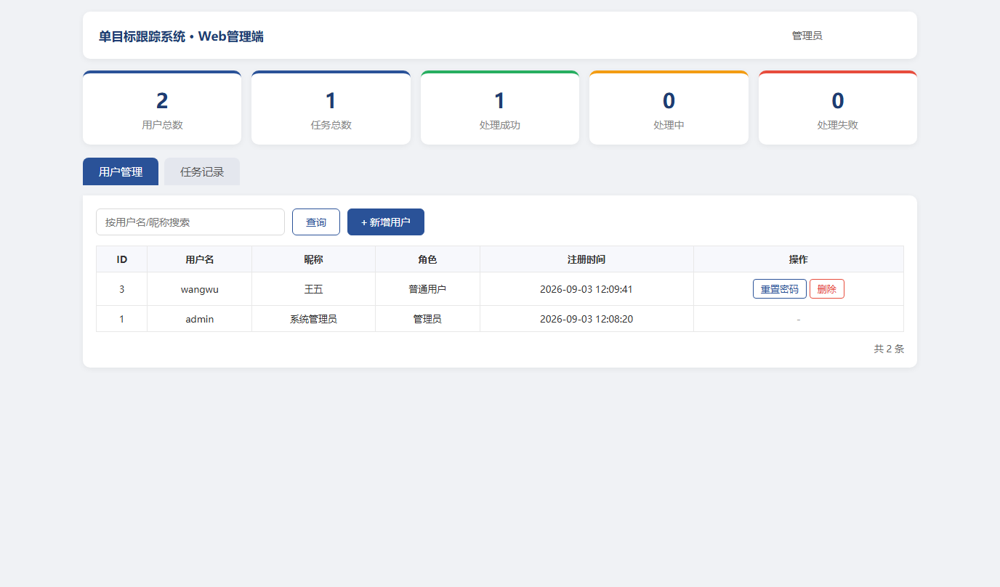 单目标跟踪系统 · Web管理端 管理员
2 1 1 0 0
用户总数 任务总数 处理成功 处理中 处理失败
用户管理 任务记录
按用户名/昵称搜索 查询 + 新增用户
ID 用户名 昵称 角色 注册时间 操作
3 wangwu 王五 普通用户 2026-09-03 12:09:41 重置密码 删除
1 admin 系统管理员 管理员 2026-09-03 12:08:20 -
共 2 条